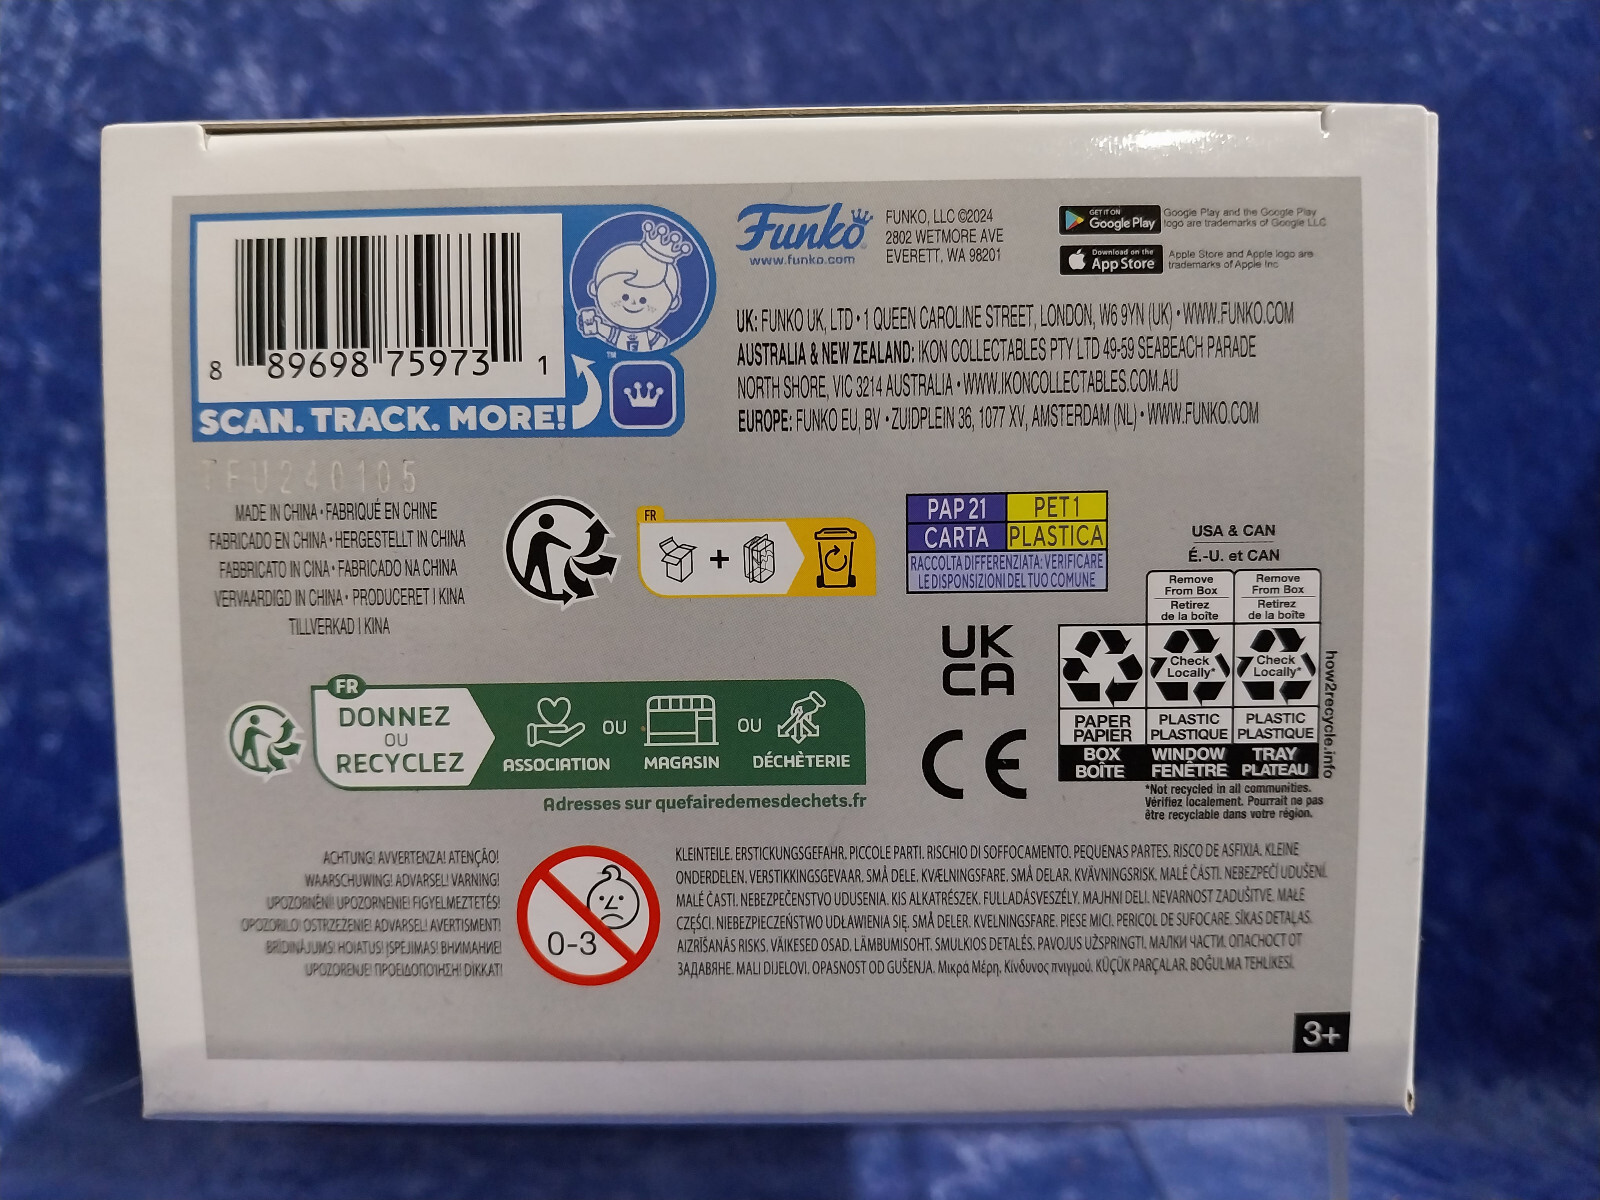 8 89698 75973 1
SCAN. TRACK. MORE!
™
F
Funko
www.funko.com
FUNKO, LLC ©2024
2802 WETMORE AVE
EVERETT, WA 98201
GET IT ON
Google Play
Google Play and the Google Play
logo are trademarks of Google LLC
Download on the
App Store
Apple Store and Apple logo are
trademarks of Apple Inc
UK: FUNKO UK, LTD • 1 QUEEN CAROLINE STREET, LONDON, W6 9YN (UK) • WWW.FUNKO.COM
AUSTRALIA & NEW ZEALAND: IKON COLLECTABLES PTY LTD 49-59 SEABEACH PARADE
NORTH SHORE, VIC 3214 AUSTRALIA • WWW.IKONCOLLECTABLES.COM.AU
EUROPE: FUNKO EU, BV • ZUIDPLEIN 36, 1077 XV, AMSTERDAM (NL) • WWW.FUNKO.COM
TFU240105
MADE IN CHINA • FABRIQUÉ EN CHINE
FABRICADO EN CHINA • HERGESTELLT IN CHINA
FABBRICATO IN CINA • FABRICADO NA CHINA
VERVAARDIGD IN CHINA • PRODUCERET I KINA
TILLVERKAD I KINA
FR
+
PAP 21 PET 1
CARTA PLASTICA
RACCOLTA DIFFERENZIATA: VERIFICARE
LE DISPONSIZIONI DEL TUO COMUNE
USA & CAN
É.-U. et CAN
Remove From Box
Retirez de la boîte
Remove From Box
Retirez de la boîte
Check Locally*
Check Locally*
PAPER PAPIER
PLASTIC PLASTIQUE
PLASTIC PLASTIQUE
BOX BOÎTE
WINDOW FENÊTRE
TRAY PLATEAU
how2recycle.info
*Not recycled in all communities.
Vérifiez localement. Pourrait ne pas
être recyclable dans votre région.
UK
CA
CE
FR
DONNEZ
OU
RECYCLEZ
ASSOCIATION OU MAGASIN OU DÉCHÈTERIE
Adresses sur quefairedemesdechets.fr
ACHTUNG! AVVERTENZA! ATENÇÃO!
WAARSCHUWING! ADVARSEL! VARNING!
UPOZORNĚNÍ! UPOZORNENIE! FIGYELMEZTETÉS!
OPOZORILO! OSTRZEŻENIE! ADVARSEL! AVERTISMENT!
BRĪDINĀJUMS! HOIATUS! ĮSPĖJIMAS! ВНИМАНИЕ!
UPOZORENJE! ΠΡΟΕΙΔΟΠΟΙΗΣΗ! DİKKAT!
0-3
KLEINTEILE. ERSTICKUNGSGEFAHR. PICCOLE PARTI. RISCHIO DI SOFFOCAMENTO. PEQUENAS PARTES. RISCO DE ASFIXIA. KLEINE
ONDERDELEN. VERSTIKKINGSGEVAAR. SMÅ DELE. KVÆLNINGSFARE. SMÅ DELAR. KVÄVNINGSRISK. MALÉ ČÁSTI. NEBEZPEČÍ UDUŠENÍ.
MALÉ ČASTI. NEBEZPEČENSTVO UDUSENIA. KIS ALKATRÉSZEK. FULLADÁSVESZÉLY. MAJHNI DELI. NEVARNOST ZADUŠITVE. MAŁE
CZĘŚCI. NIEBEZPIECZEŃSTWO UDŁAWIENIA SIĘ. SMÅ DELER. KVELNINGSFARE. PIESE MICI. PERICOL DE SUFOCARE. SĪKAS DETAĻAS.
AIZRĪŠANĀS RISKS. VÄIKESED OSAD. LÄMBUMISOHT. SMULKIOS DETALĖS. PAVOJUS UŽSPRINGTI. МАЛКИ ЧАСТИ. ОПАСНОСТ ОТ
ЗАДАВЯНЕ. MALI DIJELOVI. OPASNOST OD GUŠENJA. Μικρά Μέρη. Κίνδυνος πνιγμού. KÜÇÜK PARÇALAR. BOĞULMA TEHLİKESİ.
3+